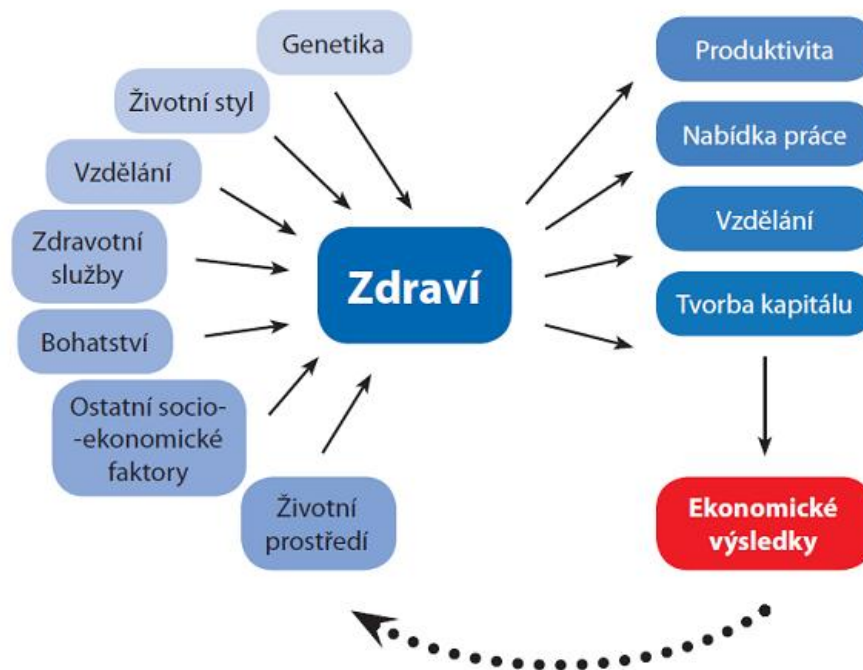 Genetika
Životní styl
Vzdělání
Zdravotní
služby
Bohatství
Ostatní socio-
-ekonomické
faktory
Životní
prostředí
Zdraví
Produktivita
Nabídka práce
Vzdělání
Tvorba kapitálu
Ekonomické
výsledky